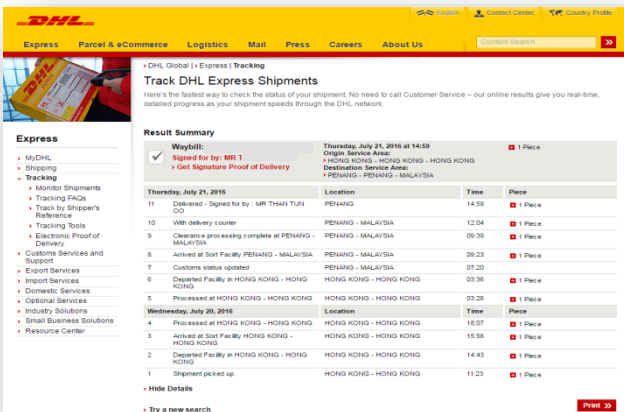 DHL
English Contact Center Country Profile
Express Parcel & eCommerce Logistics Mail Press Careers About Us
Content Search
DHL Global | Express | Tracking
Track DHL Express Shipments
Here's the fastest way to check the status of your shipment. No need to call Customer Service – our online results give you real-time,
detailed progress as your shipment speeds through the DHL network.
Express
MyDHL
Shipping
Tracking
Monitor Shipments
Tracking FAQs
Track by Shipper's
Reference
Tracking Tools
Electronic Proof of
Delivery
Customs Services and
Support
Export Services
Import Services
Domestic Services
Optional Services
Industry Solutions
Small Business Solutions
Resource Center
Result Summary
Waybill:
Signed for by: MR T
Get Signature Proof of Delivery
Thursday, July 21, 2016 at 14:59
Origin Service Area:
HONG KONG - HONG KONG - HONG KONG
Destination Service Area:
PENANG - PENANG - MALAYSIA
1 Piece
Thursday, July 21, 2016 Location Time Piece
11 Delivered - Signed for by : MR THAN TUN PENANG 14:59 1 Piece
OO
10 With delivery courier PENANG - MALAYSIA 12:04 1 Piece
9 Clearance processing complete at PENANG - PENANG - MALAYSIA 09:39 1 Piece
MALAYSIA
8 Arrived at Sort Facility PENANG - MALAYSIA PENANG - MALAYSIA 09:23 1 Piece
7 Customs status updated PENANG - MALAYSIA 07:20
6 Departed Facility in HONG KONG - HONG HONG KONG - HONG KONG 03:36 1 Piece
KONG
5 Processed at HONG KONG - HONG KONG HONG KONG - HONG KONG 03:26 1 Piece
Wednesday, July 20, 2016 Location Time Piece
4 Processed at HONG KONG - HONG KONG HONG KONG - HONG KONG 18:07 1 Piece
3 Arrived at Sort Facility HONG KONG - HONG KONG - HONG KONG 15:56 1 Piece
HONG KONG
2 Departed Facility in HONG KONG - HONG HONG KONG - HONG KONG 14:43 1 Piece
KONG
1 Shipment picked up HONG KONG - HONG KONG 11:23 1 Piece
Hide Details
Try a new search
Print